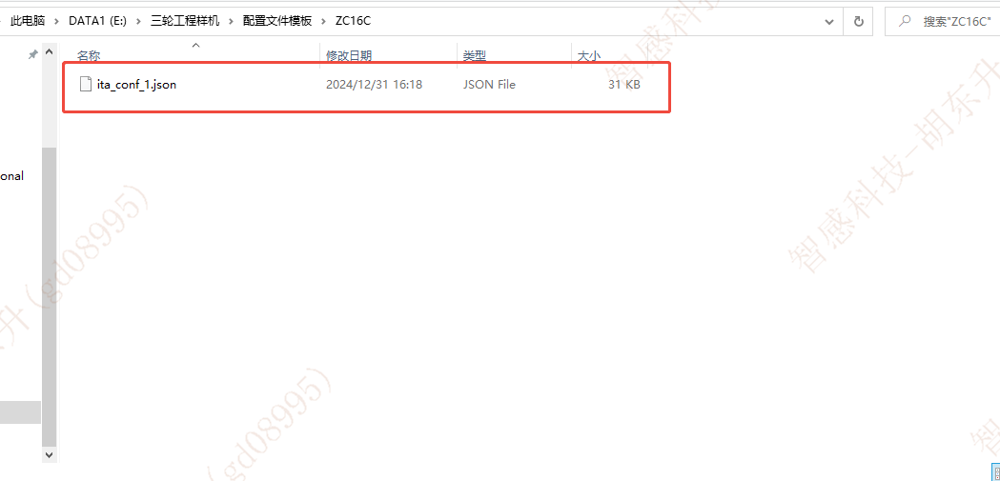 此电脑 > DATA1 (E:) > 三轮工程样机 > 配置文件模板 > ZC16C
搜索"ZC16C"
名称 修改日期 类型 大小
ita_conf_1.json 2024/12/31 16:18 JSON File 31 KB
onal
智感科技
智感科技-胡东升
升(gd08995)
(gd08995)
智